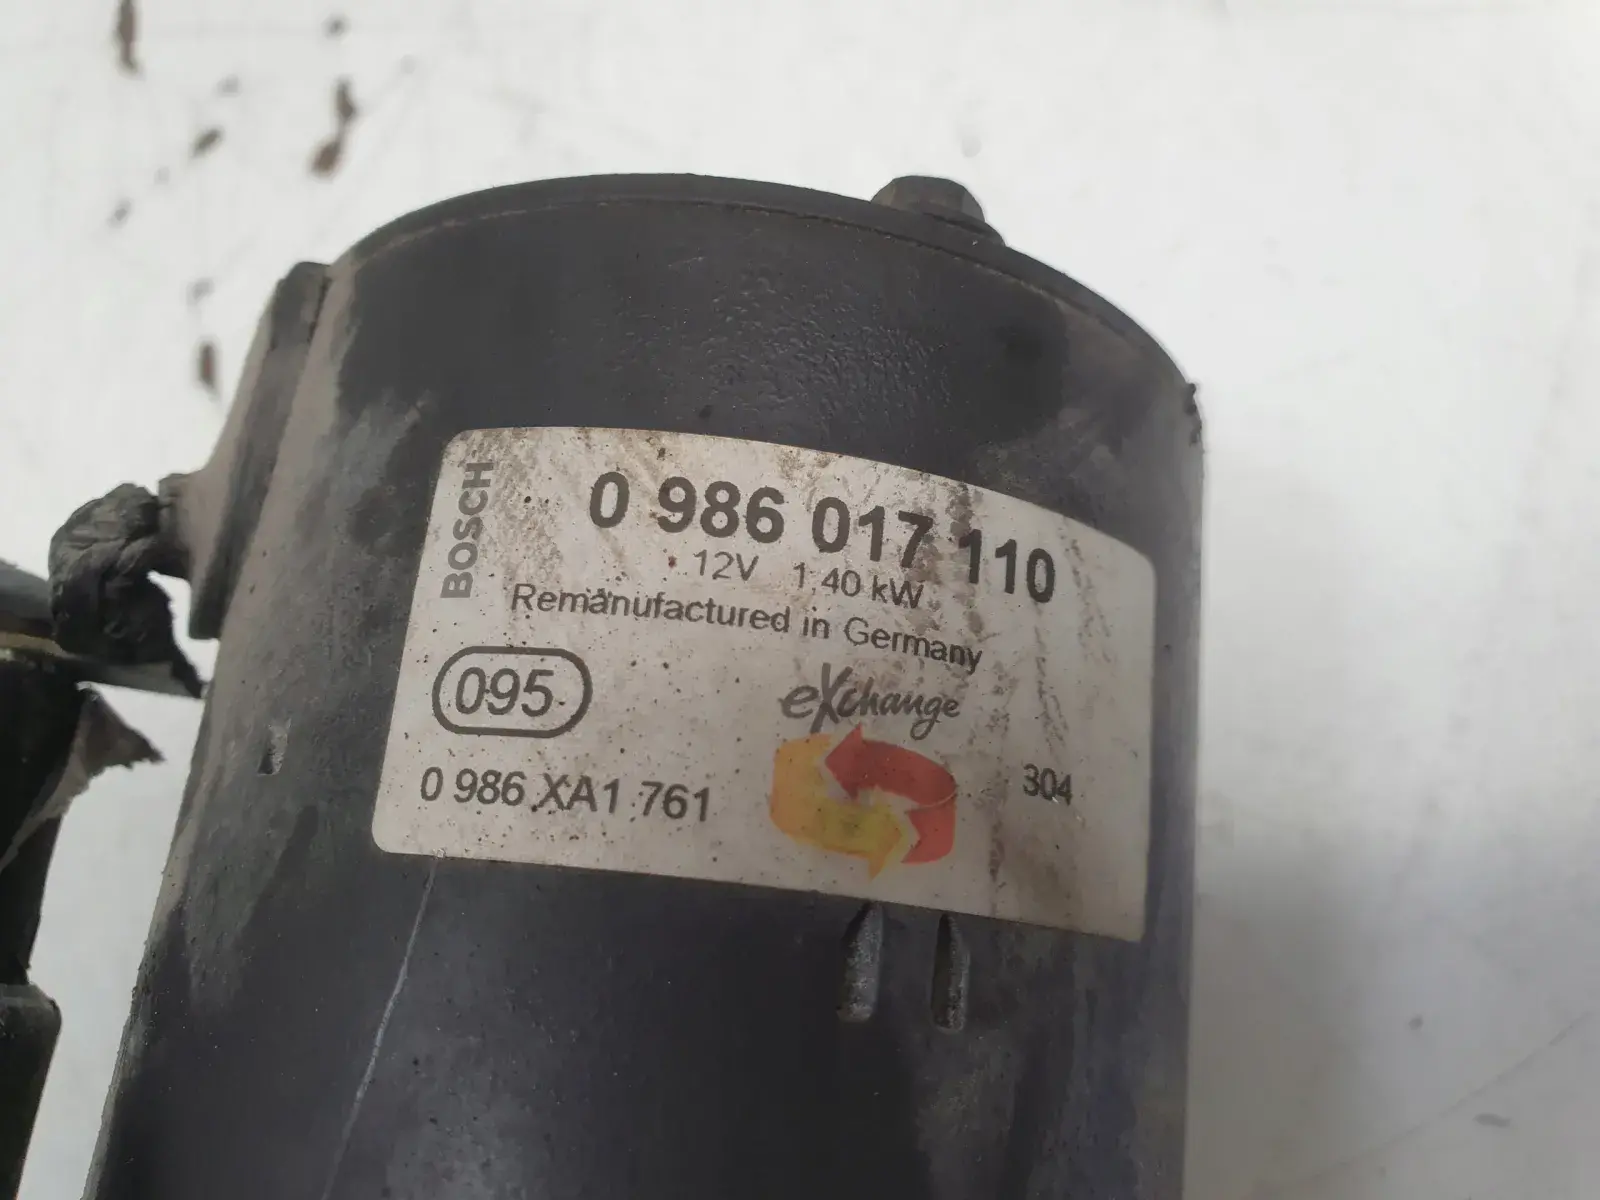 BOSCH
0 986 017 110
12V 1,40 kW
Remanufactured in Germany
095
eXchange
0 986 XA1 761
304